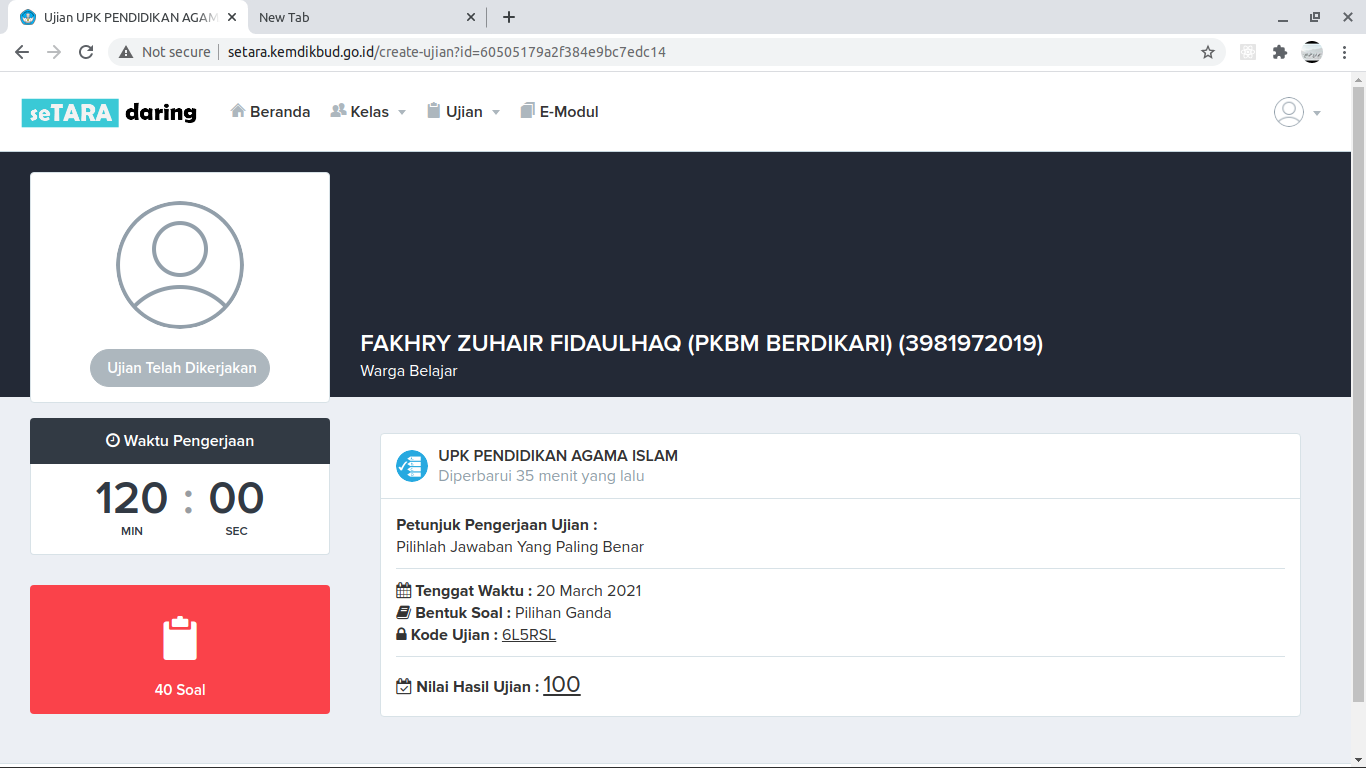 Ujian UPK PENDIDIKAN AGAM
New Tab
Not secure
setara.kemdikbud.go.id/create-ujian?id=60505179a2f384e9bc7edc14
seTARA daring
Beranda
Kelas
Ujian
E-Modul
Ujian Telah Dikerjakan
FAKHRY ZUHAIR FIDAULHAQ (PKBM BERDIKARI) (3981972019)
Warga Belajar
Waktu Pengerjaan
120 : 00
MIN SEC
40 Soal
UPK PENDIDIKAN AGAMA ISLAM
Diperbarui 35 menit yang lalu
Petunjuk Pengerjaan Ujian :
Pilihlah Jawaban Yang Paling Benar
Tenggat Waktu : 20 March 2021
Bentuk Soal : Pilihan Ganda
Kode Ujian : 6L5RSL
Nilai Hasil Ujian : 100